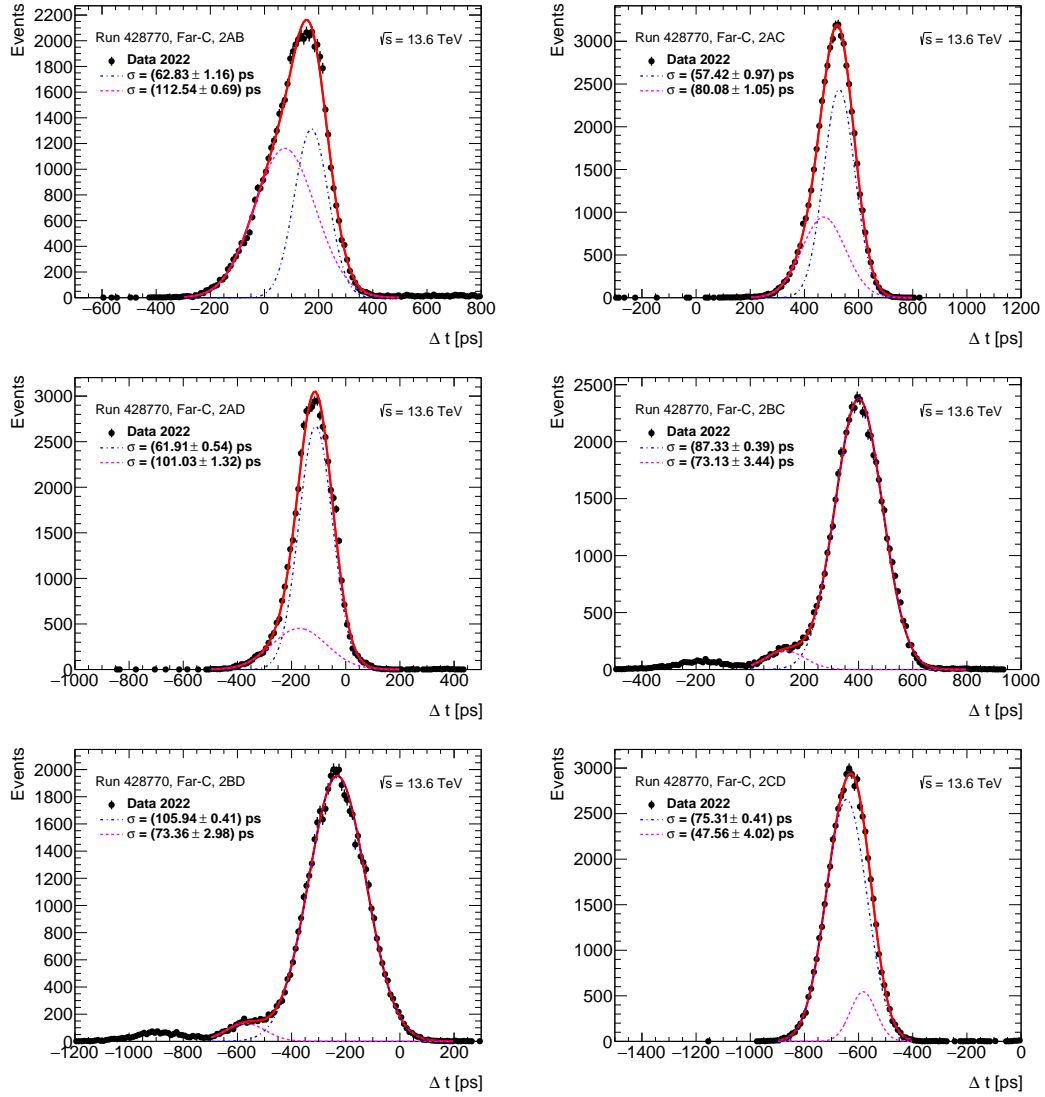 Events
Run 428770, Far-C, 2AB
√s = 13.6 TeV
Data 2022
σ = (62.83 ± 1.16) ps
σ = (112.54 ± 0.69) ps
2200
2000
1800
1600
1400
1200
1000
800
600
400
200
0
−600 −400 −200 0 200 400 600 800
Δ t [ps]
Events
Run 428770, Far-C, 2AC
√s = 13.6 TeV
Data 2022
σ = (57.42 ± 0.97) ps
σ = (80.08 ± 1.05) ps
3000
2500
2000
1500
1000
500
0
−200 0 200 400 600 800 1000 1200
Δ t [ps]
Events
Run 428770, Far-C, 2AD
√s = 13.6 TeV
Data 2022
σ = (61.91 ± 0.54) ps
σ = (101.03 ± 1.32) ps
3000
2500
2000
1500
1000
500
0
−1000 −800 −600 −400 −200 0 200 400
Δ t [ps]
Events
Run 428770, Far-C, 2BC
√s = 13.6 TeV
Data 2022
σ = (87.33 ± 0.39) ps
σ = (73.13 ± 3.44) ps
2500
2000
1500
1000
500
0
−400 −200 0 200 400 600 800 1000
Δ t [ps]
Events
Run 428770, Far-C, 2BD
√s = 13.6 TeV
Data 2022
σ = (105.94 ± 0.41) ps
σ = (73.36 ± 2.98) ps
2000
1800
1600
1400
1200
1000
800
600
400
200
0
−1200 −1000 −800 −600 −400 −200 0 200
Δ t [ps]
Events
Run 428770, Far-C, 2CD
√s = 13.6 TeV
Data 2022
σ = (75.31 ± 0.41) ps
σ = (47.56 ± 4.02) ps
3000
2500
2000
1500
1000
500
0
−1400 −1200 −1000 −800 −600 −400 −200 0
Δ t [ps]